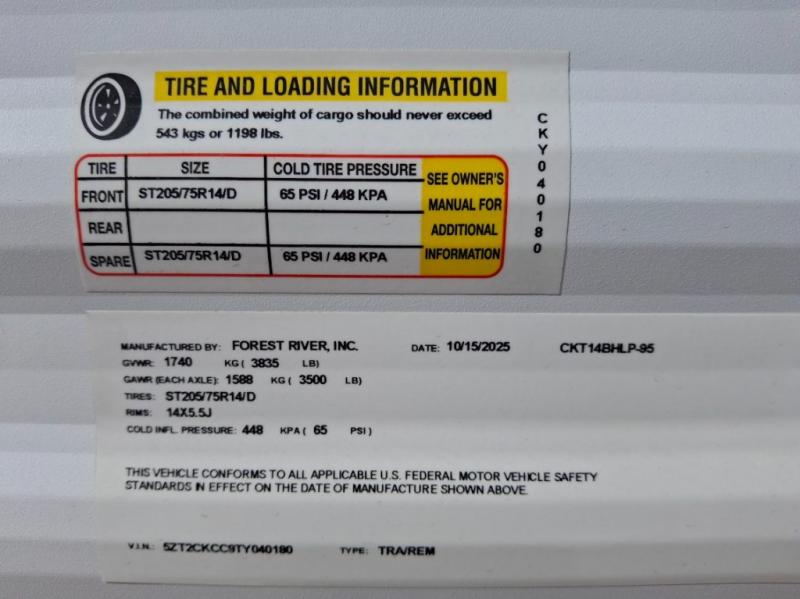 TIRE AND LOADING INFORMATION
The combined weight of cargo should never exceed
543 kgs or 1198 lbs.
TIRE SIZE COLD TIRE PRESSURE SEE OWNER'S MANUAL FOR ADDITIONAL INFORMATION
FRONT ST205/75R14/D 65 PSI / 448 KPA
REAR
SPARE ST205/75R14/D 65 PSI / 448 KPA
CKY040180
MANUFACTURED BY: FOREST RIVER, INC. DATE: 10/15/2025 CKT14BHLP-95
GVWR: 1740 KG ( 3835 LB)
GAWR (EACH AXLE): 1588 KG ( 3500 LB)
TIRES: ST205/75R14/D
RIMS: 14X5.5J
COLD INFL. PRESSURE: 448 KPA ( 65 PSI )
THIS VEHICLE CONFORMS TO ALL APPLICABLE U.S. FEDERAL MOTOR VEHICLE SAFETY
STANDARDS IN EFFECT ON THE DATE OF MANUFACTURE SHOWN ABOVE.
V.I.N.: 5ZT2CKCC9TY040180 TYPE: TRA/REM